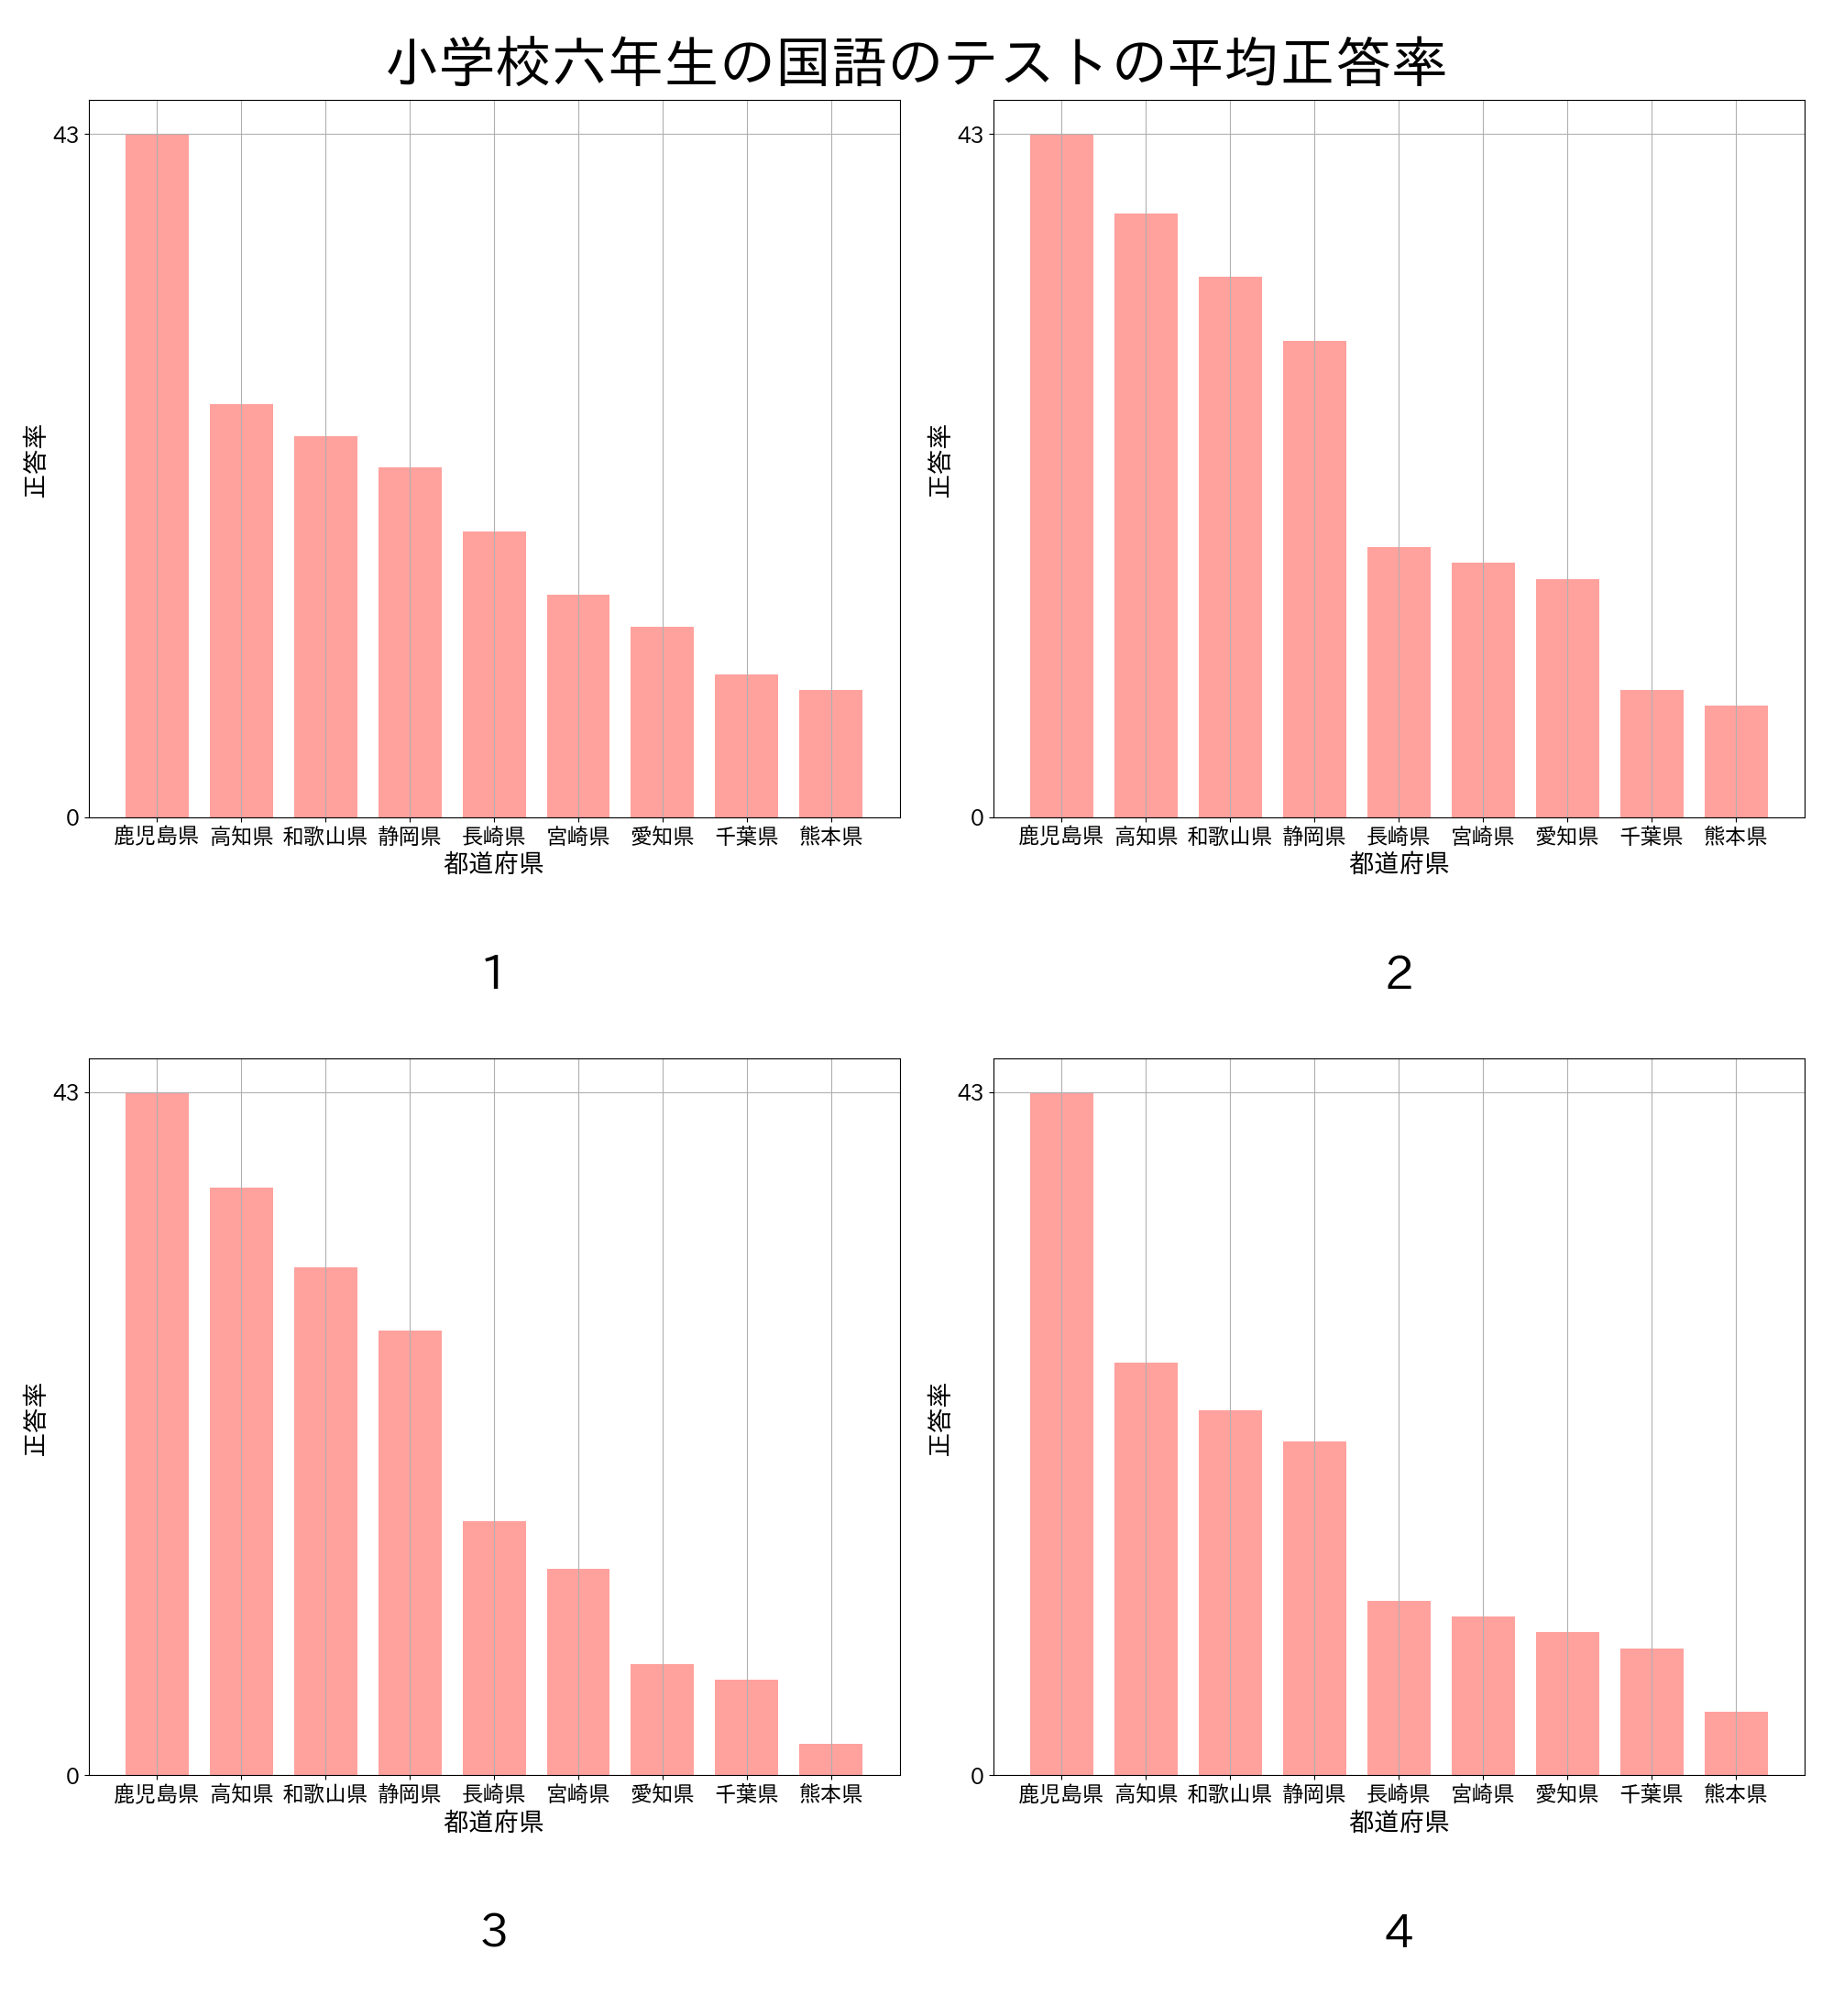 小学校六年生の国語のテストの平均正答率
43
0
正答率
鹿児島県 高知県 和歌山県 静岡県 長崎県 宮崎県 愛知県 千葉県 熊本県
都道府県
1
43
0
正答率
鹿児島県 高知県 和歌山県 静岡県 長崎県 宮崎県 愛知県 千葉県 熊本県
都道府県
2
43
0
正答率
鹿児島県 高知県 和歌山県 静岡県 長崎県 宮崎県 愛知県 千葉県 熊本県
都道府県
3
43
0
正答率
鹿児島県 高知県 和歌山県 静岡県 長崎県 宮崎県 愛知県 千葉県 熊本県
都道府県
4